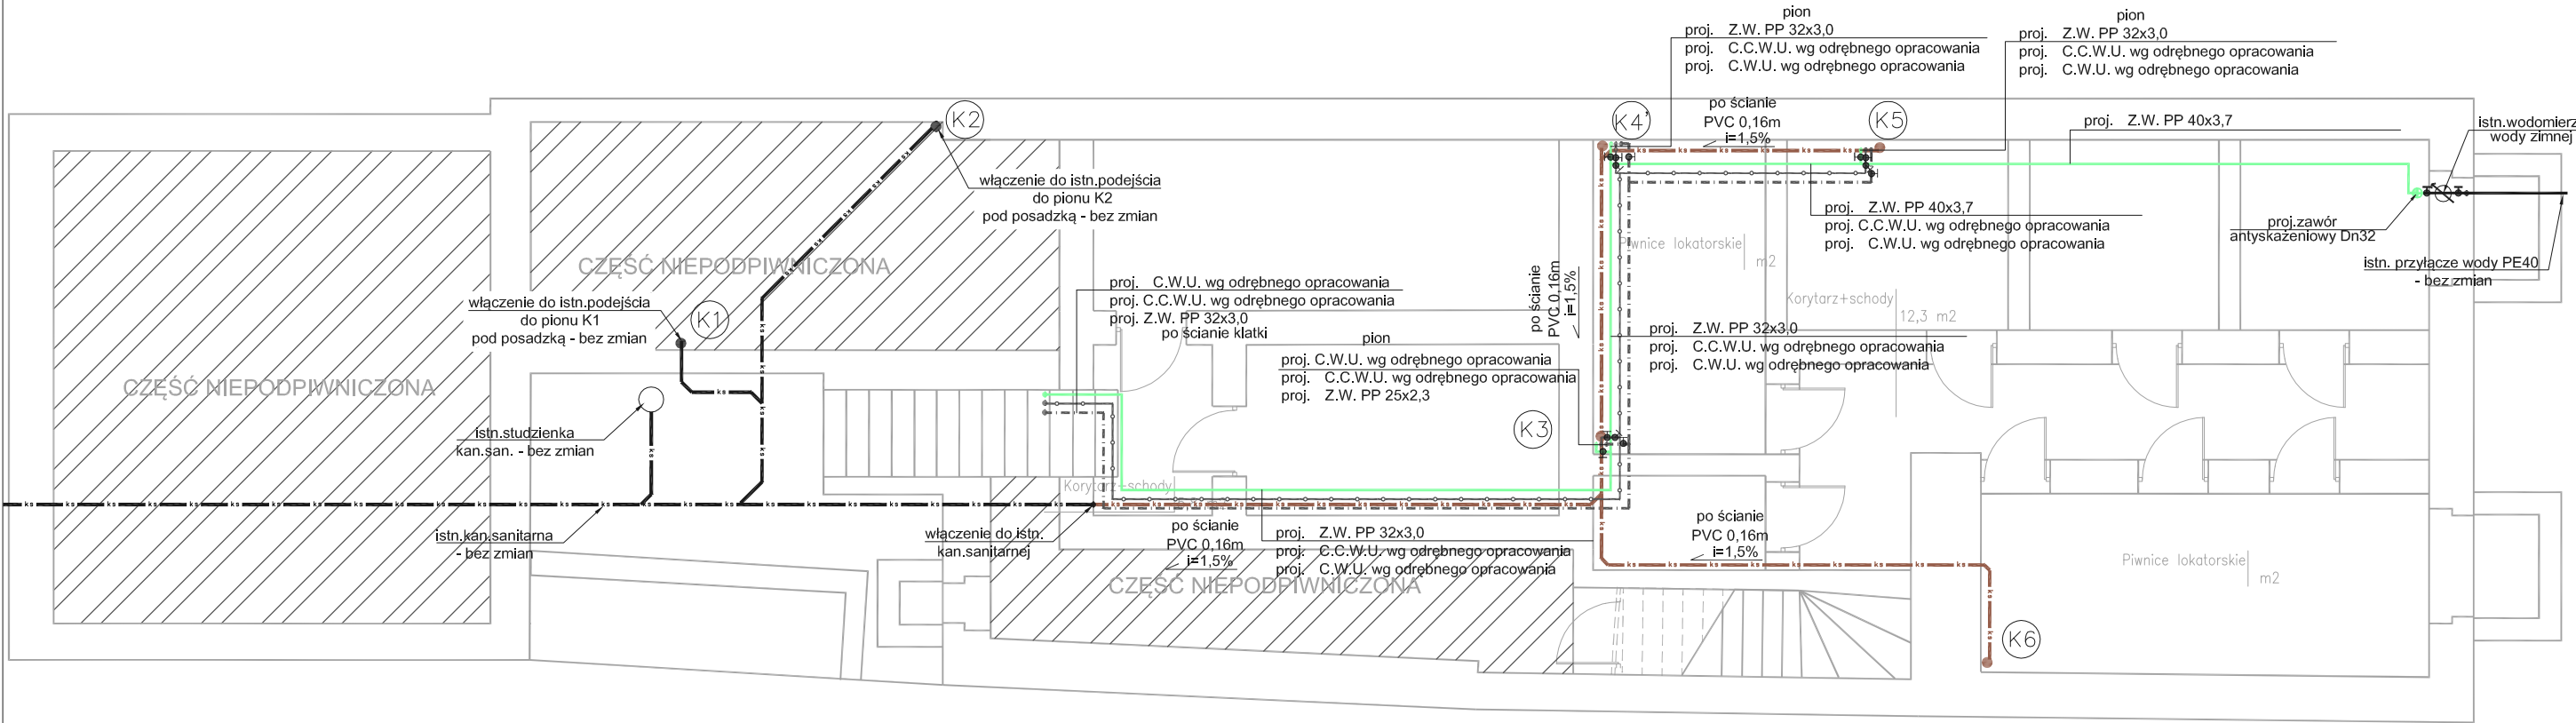 pion
proj. Z.W. PP 32x3,0
proj. C.C.W.U. wg odrębnego opracowania
proj. C.W.U. wg odrębnego opracowania
pion
proj. Z.W. PP 32x3,0
proj. C.C.W.U. wg odrębnego opracowania
proj. C.W.U. wg odrębnego opracowania
K2
K4'
po ścianie
PVC 0,16m
i=1,5%
K5
proj. Z.W. PP 40x3,7
istn.wodomierz
wody zimnej
włączenie do istn.podejścia
do pionu K2
pod posadzką - bez zmian
proj. Z.W. PP 40x3,7
proj. C.C.W.U. wg odrębnego opracowania
proj. C.W.U. wg odrębnego opracowania
proj.zawór
antyskażeniowy Dn32
istn. przyłącze wody PE40
- bez zmian
Piwnice lokatorskie
m2
CZĘŚĆ NIEPODPIWNICZONA
włączenie do istn.podejścia
do pionu K1
pod posadzką - bez zmian
K1
proj. C.W.U. wg odrębnego opracowania
proj. C.C.W.U. wg odrębnego opracowania
proj. Z.W. PP 32x3,0
po ścianie klatki
po ścianie
PVC 0,16m
i=1,5%
Korytarz+schody
12,3 m2
proj. Z.W. PP 32x3,0
proj. C.C.W.U. wg odrębnego opracowania
proj. C.W.U. wg odrębnego opracowania
pion
proj. C.W.U. wg odrębnego opracowania
proj. C.C.W.U. wg odrębnego opracowania
proj. Z.W. PP 25x2,3
CZĘŚĆ NIEPODPIWNICZONA
istn.studzienka
kan.san. - bez zmian
K3
Korytarz+schody
istn.kan.sanitarna
- bez zmian
włączenie do istn.
kan.sanitarnej
po ścianie
PVC 0,16m
i=1,5%
proj. Z.W. PP 32x3,0
proj. C.C.W.U. wg odrębnego opracowania
proj. C.W.U. wg odrębnego opracowania
po ścianie
PVC 0,16m
i=1,5%
CZĘŚĆ NIEPODPIWNICZONA
Piwnice lokatorskie
m2
K6